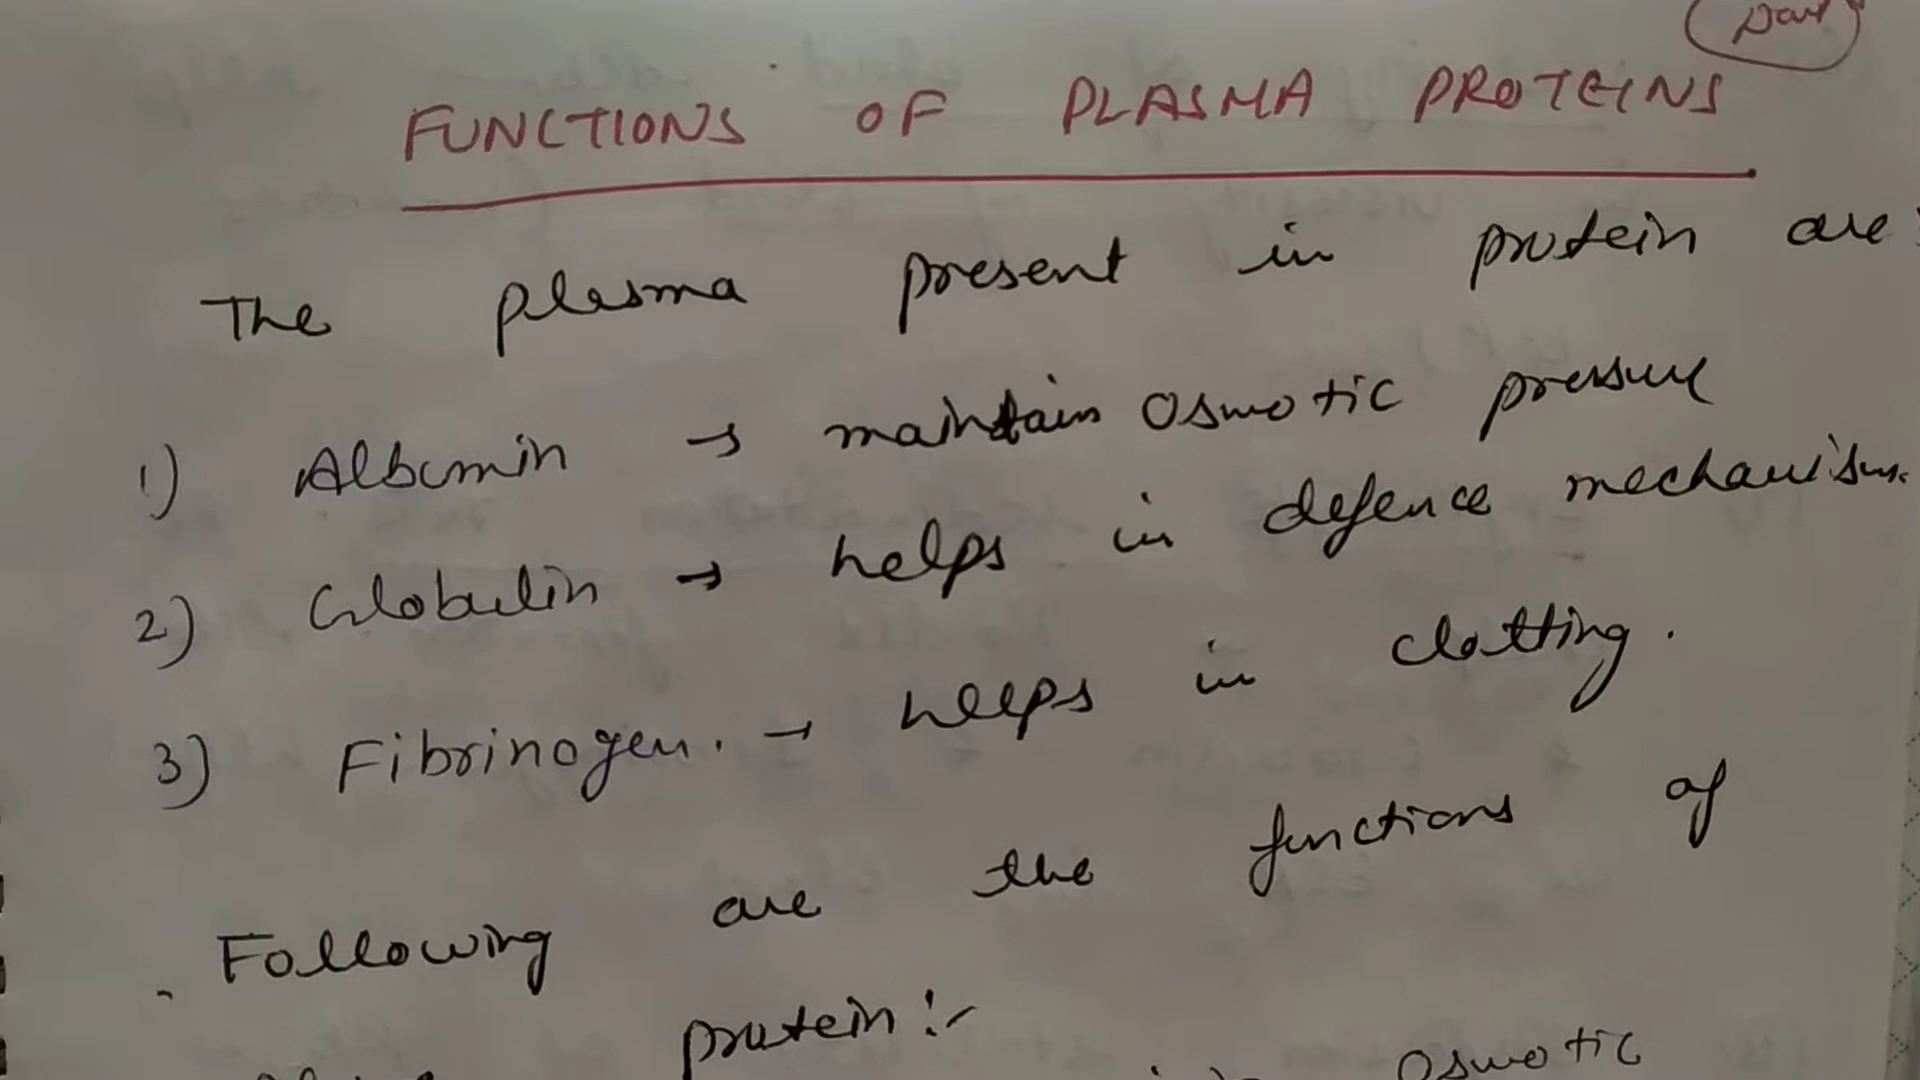 FUNCTIONS OF PLASMA PROTEINS
The plasma present in protein are
1) Albumin → maintain Osmotic pressure
2) Globulin → helps in defence mechanism.
3) Fibrinogen. → helps in clotting.
Following are the functions of
protein :-
Osmotic